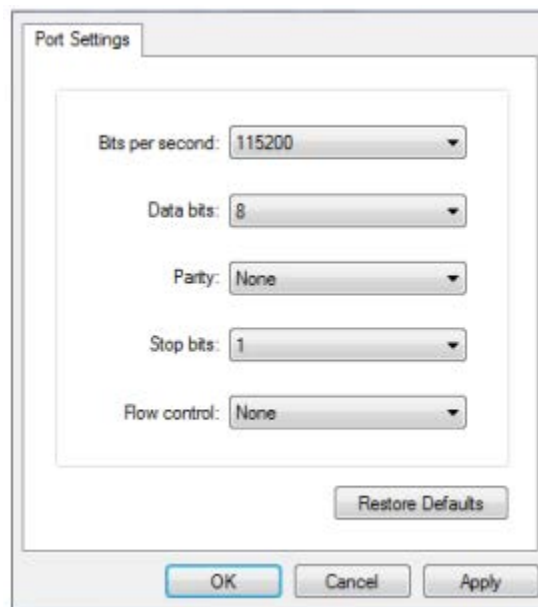 Port Settings
Bits per second: 115200
Data bits: 8
Parity: None
Stop bits: 1
Flow control: None
Restore Defaults
OK Cancel Apply